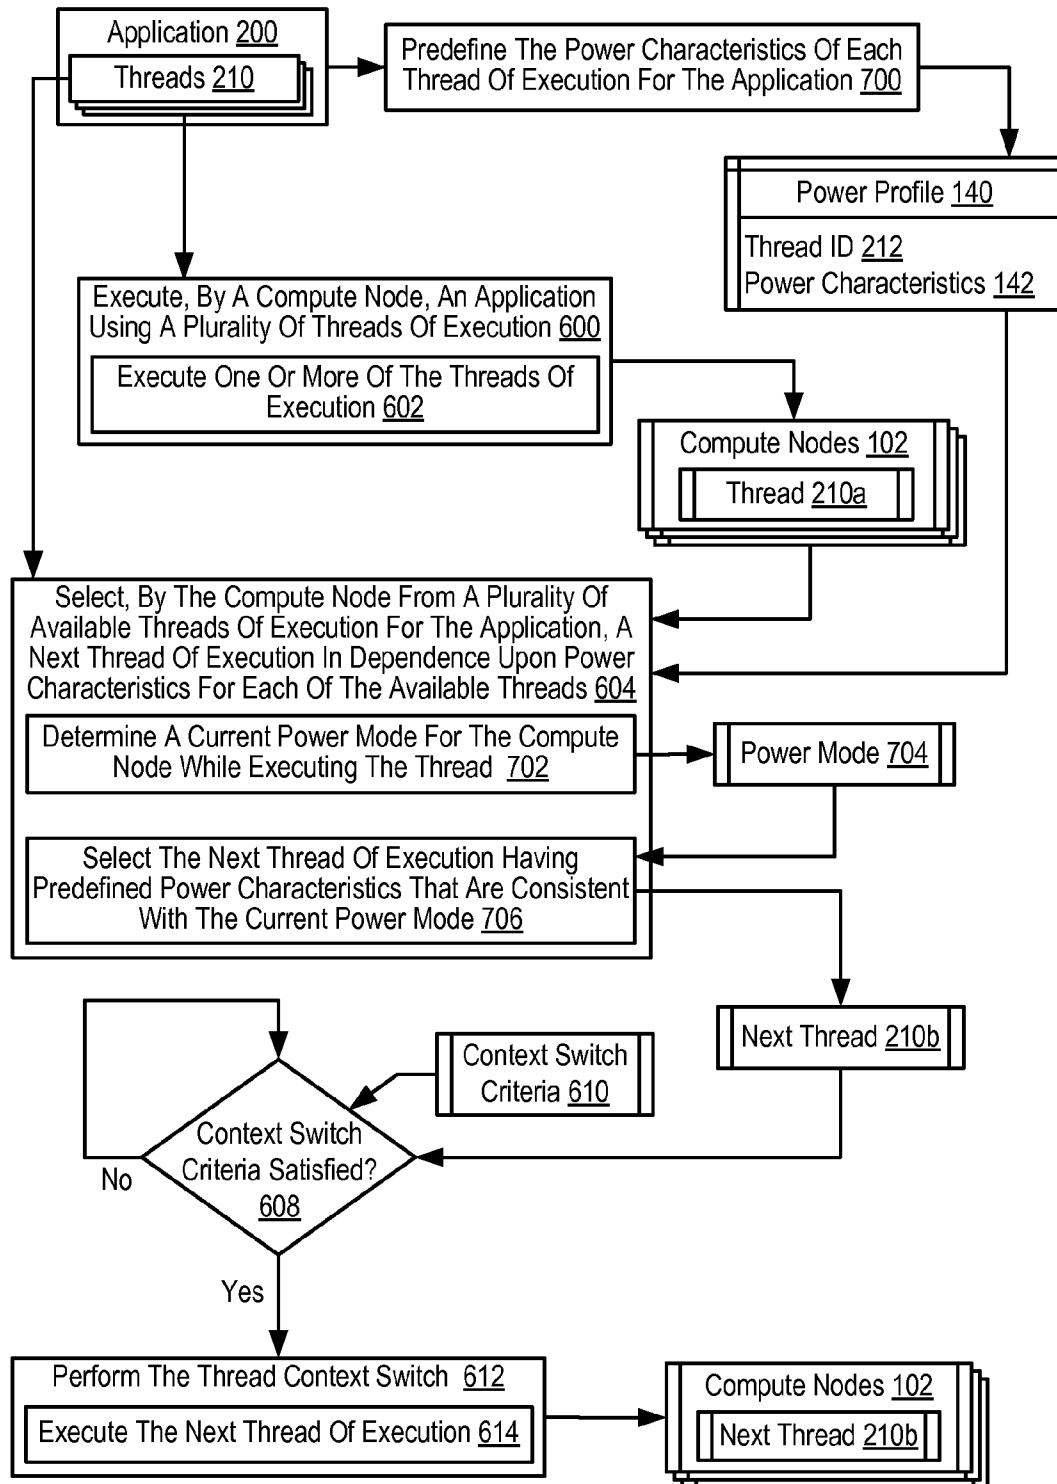 Application 200
Threads 210
Predefine The Power Characteristics Of Each
Thread Of Execution For The Application 700
Power Profile 140
Thread ID 212
Power Characteristics 142
Execute, By A Compute Node, An Application
Using A Plurality Of Threads Of Execution 600
Execute One Or More Of The Threads Of
Execution 602
Compute Nodes 102
Thread 210a
Select, By The Compute Node From A Plurality Of
Available Threads Of Execution For The Application, A
Next Thread Of Execution In Dependence Upon Power
Characteristics For Each Of The Available Threads 604
Determine A Current Power Mode For The Compute
Node While Executing The Thread 702
Power Mode 704
Select The Next Thread Of Execution Having
Predefined Power Characteristics That Are Consistent
With The Current Power Mode 706
Next Thread 210b
Context Switch
Criteria 610
Context Switch
Criteria Satisfied?
608
No
Yes
Perform The Thread Context Switch 612
Execute The Next Thread Of Execution 614
Compute Nodes 102
Next Thread 210b